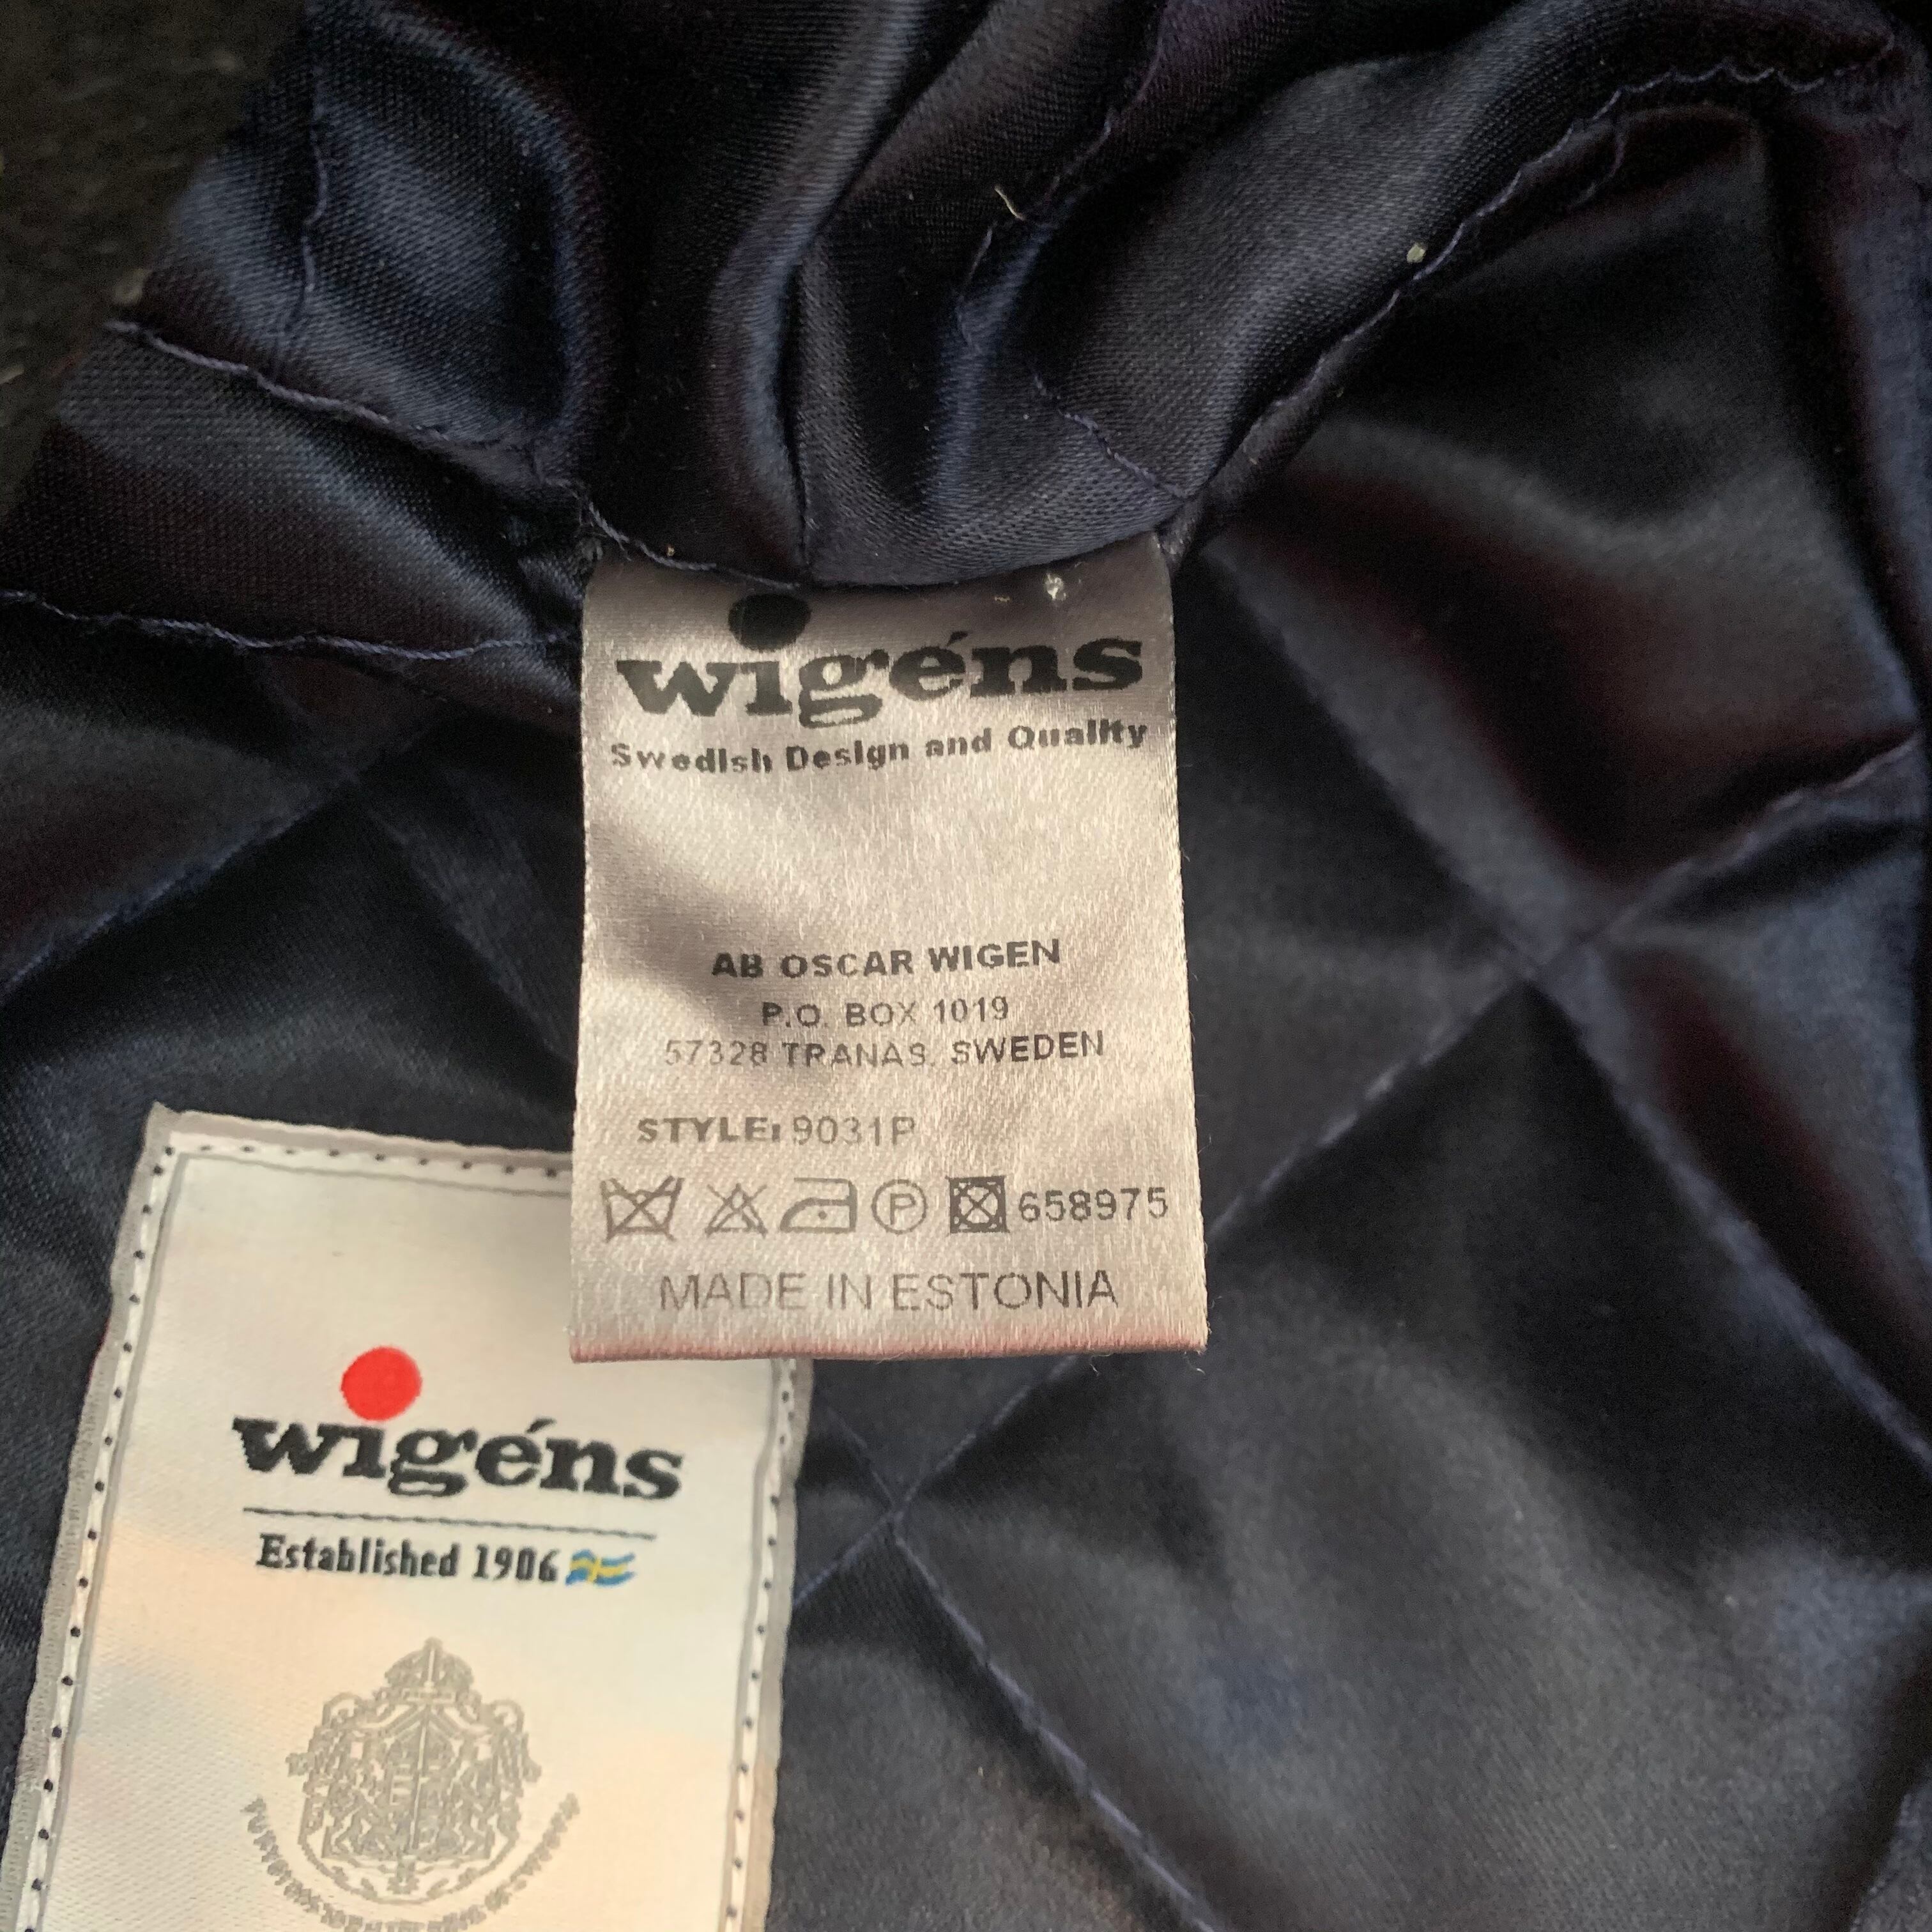 wigéns
Swedish Design and Quality
AB OSCAR WIGEN
P.O. BOX 1019
57328 TRANAS, SWEDEN
STYLE: 9031P
P 658975
MADE IN ESTONIA
wigéns
Established 1906